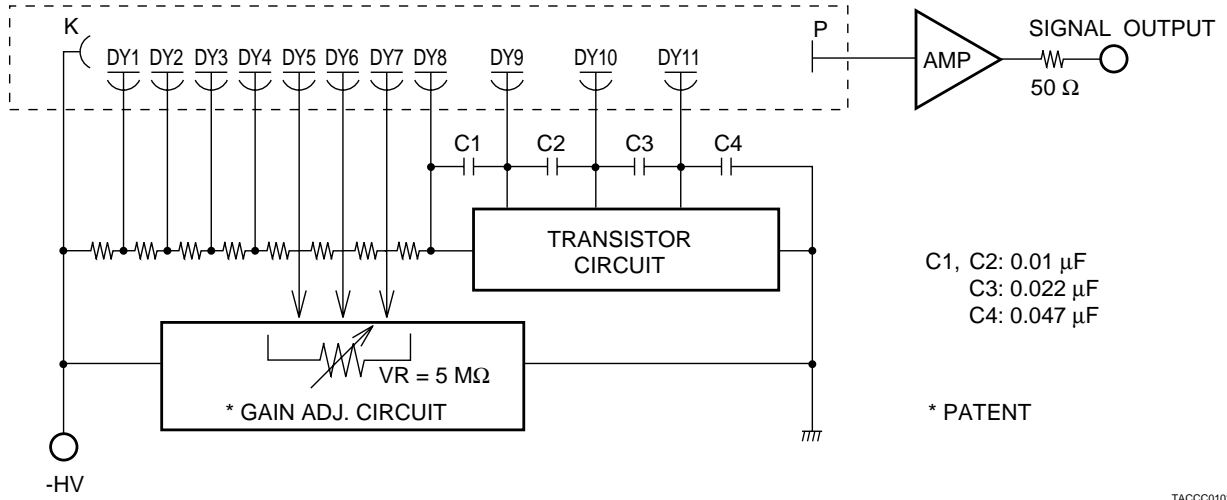 K
P
DY1 DY2 DY3 DY4 DY5 DY6 DY7 DY8 DY9 DY10 DY11
AMP
SIGNAL OUTPUT
50 Ω
C1 C2 C3 C4
TRANSISTOR
CIRCUIT
C1, C2: 0.01 μF
C3: 0.022 μF
C4: 0.047 μF
VR = 5 MΩ
* GAIN ADJ. CIRCUIT
* PATENT
-HV